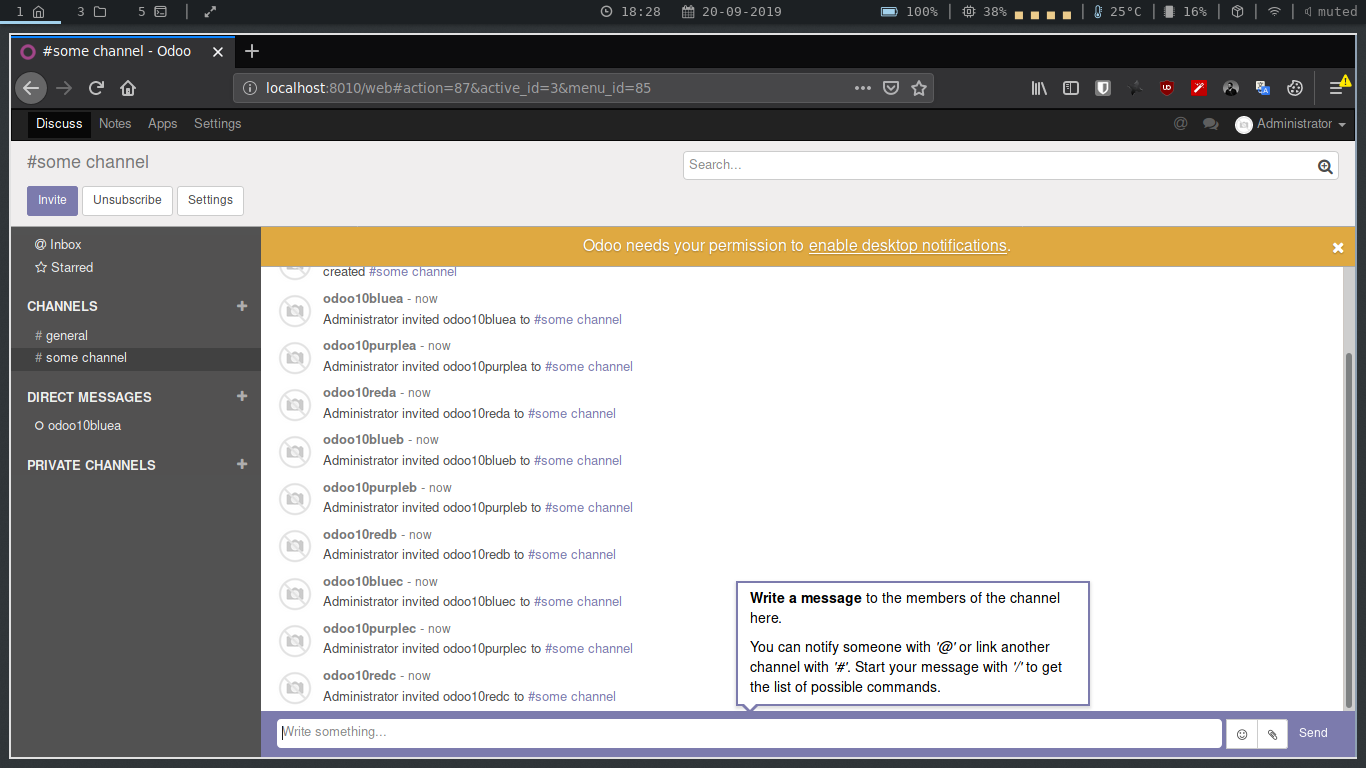 1 3 5 18:28 20-09-2019 100% 38% 25°C 16% muted
#some channel - Odoo
localhost:8010/web#action=87&active_id=3&menu_id=85
Discuss Notes Apps Settings @ Administrator
#some channel
Search...
Invite Unsubscribe Settings
@ Inbox
Starred
CHANNELS +
# general
# some channel
DIRECT MESSAGES +
odoo10bluea
PRIVATE CHANNELS +
Odoo needs your permission to enable desktop notifications.
created #some channel
odoo10bluea - now
Administrator invited odoo10bluea to #some channel
odoo10purplea - now
Administrator invited odoo10purplea to #some channel
odoo10reda - now
Administrator invited odoo10reda to #some channel
odoo10blueb - now
Administrator invited odoo10blueb to #some channel
odoo10purpleb - now
Administrator invited odoo10purpleb to #some channel
odoo10redb - now
Administrator invited odoo10redb to #some channel
odoo10bluec - now
Administrator invited odoo10bluec to #some channel
odoo10purplec - now
Administrator invited odoo10purplec to #some channel
odoo10redc - now
Administrator invited odoo10redc to #some channel
Write a message to the members of the channel
here.
You can notify someone with '@' or link another
channel with '#'. Start your message with '/' to get
the list of possible commands.
Write something...
Send